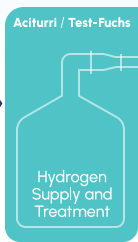 Aciturri / Test-Fuchs
Hydrogen
Supply and
Treatment